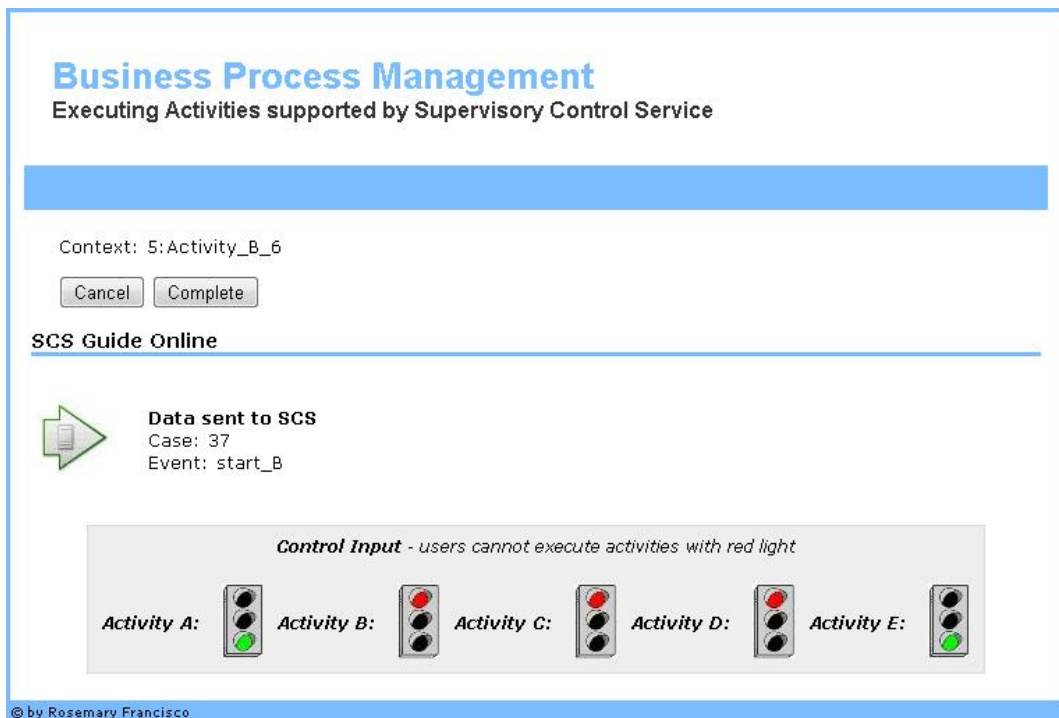 Business Process Management
Executing Activities supported by Supervisory Control Service
Context: 5:Activity_B_6
Cancel Complete
SCS Guide Online
Data sent to SCS
Case: 37
Event: start_B
Control Input - users cannot execute activities with red light
Activity A: Activity B: Activity C: Activity D: Activity E:
© by Rosemary Francisco